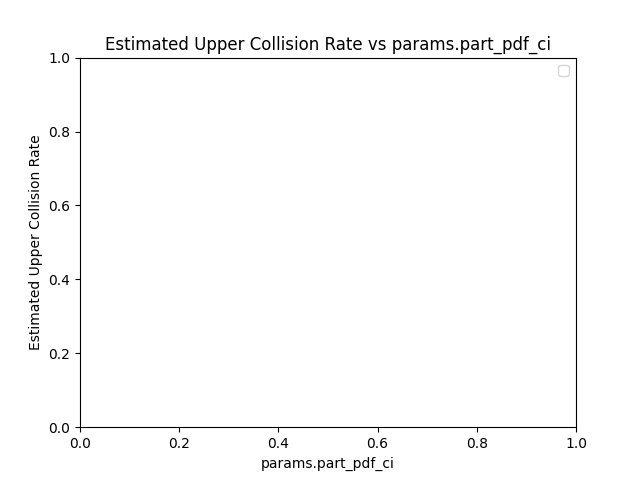 Estimated Upper Collision Rate vs params.part_pdf_ci
1.0
0.8
0.6
0.4
0.2
0.0
Estimated Upper Collision Rate
0.0 0.2 0.4 0.6 0.8 1.0
params.part_pdf_ci